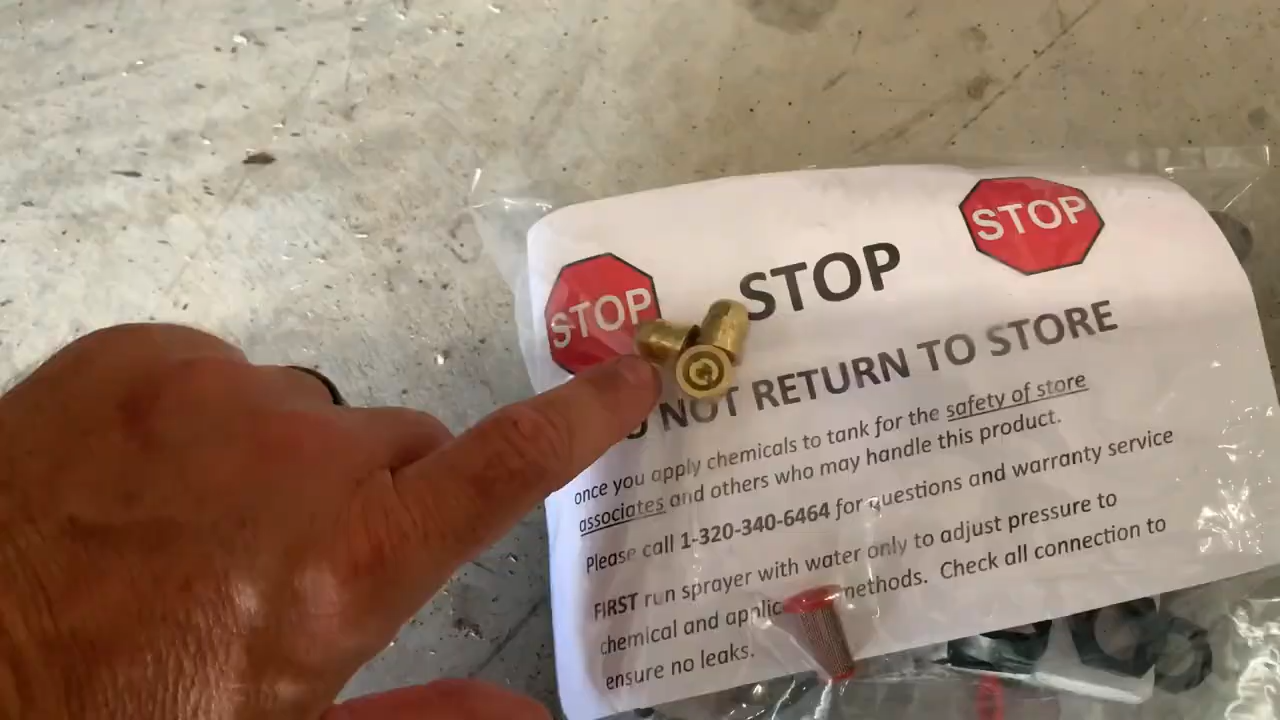 STOP
STOP
STOP
NOT RETURN TO STORE
once you apply chemicals to tank for the safety of store
associates and others who may handle this product.
Please call 1-320-340-6464 for questions and warranty service
FIRST run sprayer with water only to adjust pressure to
chemical and applic methods. Check all connection to
ensure no leaks.